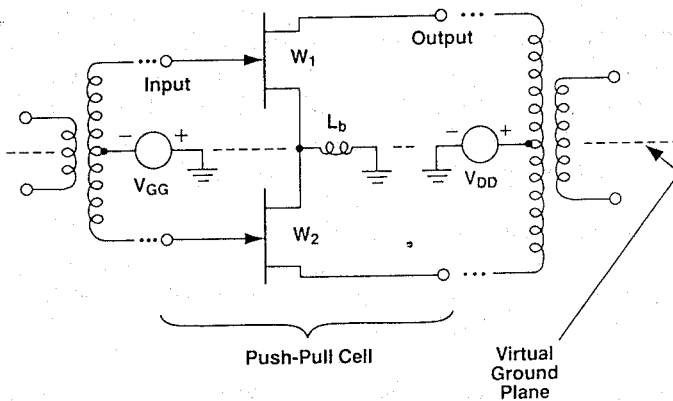 W1
Output
Input
Lb
− +
− +
VGG
VDD
W2
Push-Pull Cell
Virtual
Ground
Plane